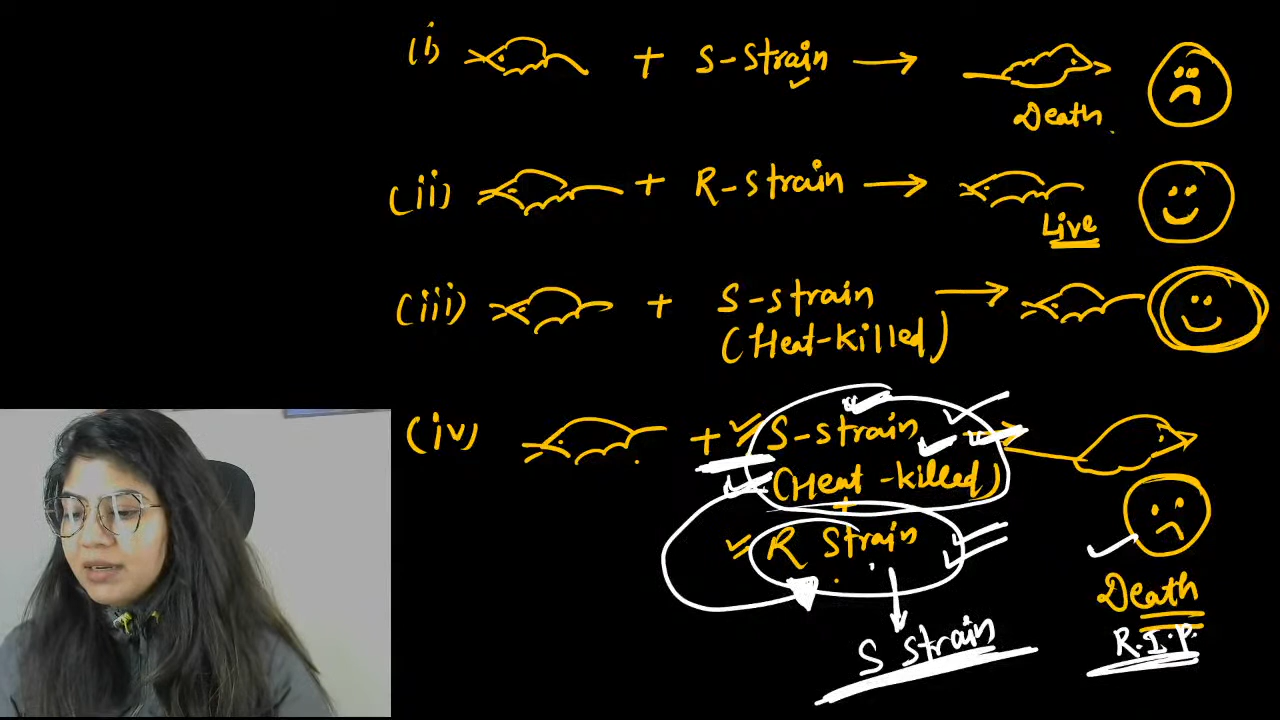 (i) + S-Strain →
Death
(ii) + R-Strain →
Live
(iii) + S-strain →
(Heat-killed)
(iv) + S-strain →
(Heat-killed)
+
R Strain
Death
S Strain
R.I.P.